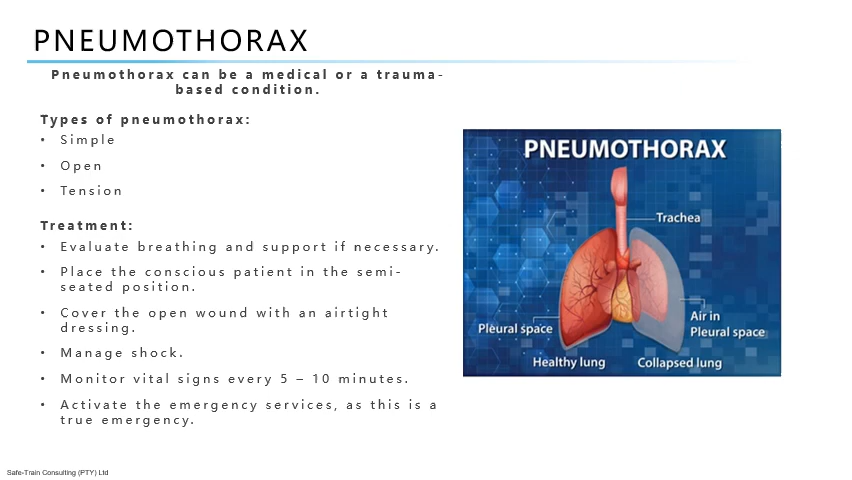 PNEUMOTHORAX
Pneumothorax can be a medical or a trauma-
based condition.
Types of pneumothorax:
• Simple
• Open
• Tension
Treatment:
• Evaluate breathing and support if necessary.
• Place the conscious patient in the semi-
seated position.
• Cover the open wound with an airtight
dressing.
• Manage shock.
• Monitor vital signs every 5 – 10 minutes.
• Activate the emergency services, as this is a
true emergency.
PNEUMOTHORAX
Trachea
Air in
Pleural space
Pleural space
Healthy lung
Collapsed lung
Safe-Train Consulting (PTY) Ltd